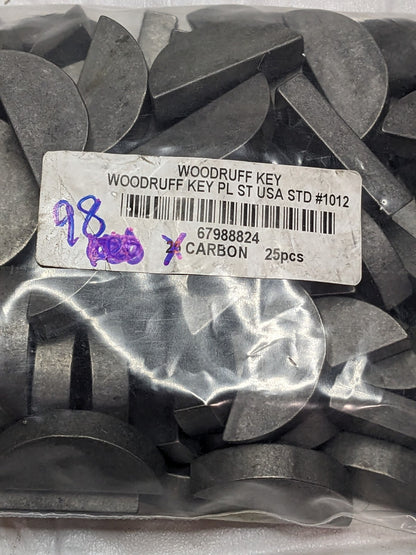 WOODRUFF KEY
WOODRUFF KEY PL ST USA STD #1012
67988824
98
CARBON 25pcs